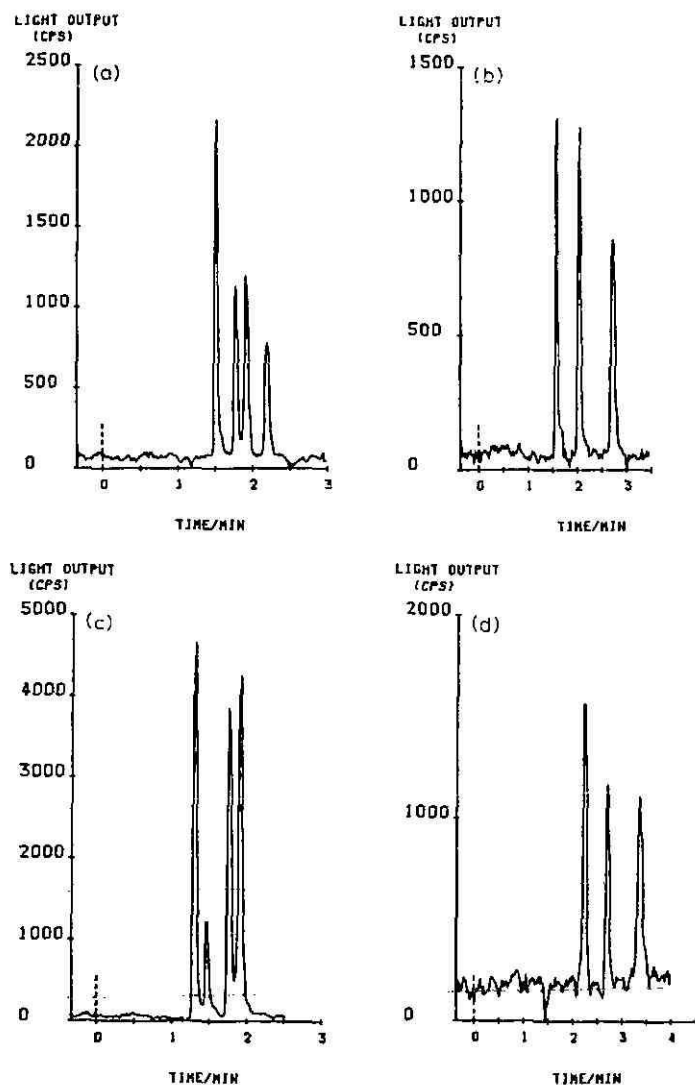 LIGHT OUTPUT
(CPS)
2500
(a)
2000
1500
1000
500
0
0 1 2 3
TIME/MIN
LIGHT OUTPUT
(CPS)
1500
(b)
1000
500
0
0 1 2 3
TIME/MIN
LIGHT OUTPUT
(CPS)
5000
(c)
4000
3000
2000
1000
0
0 1 2 3
TIME/MIN
LIGHT OUTPUT
(CPS)
2000
(d)
1000
0
0 1 2 3 4
TIME/MIN